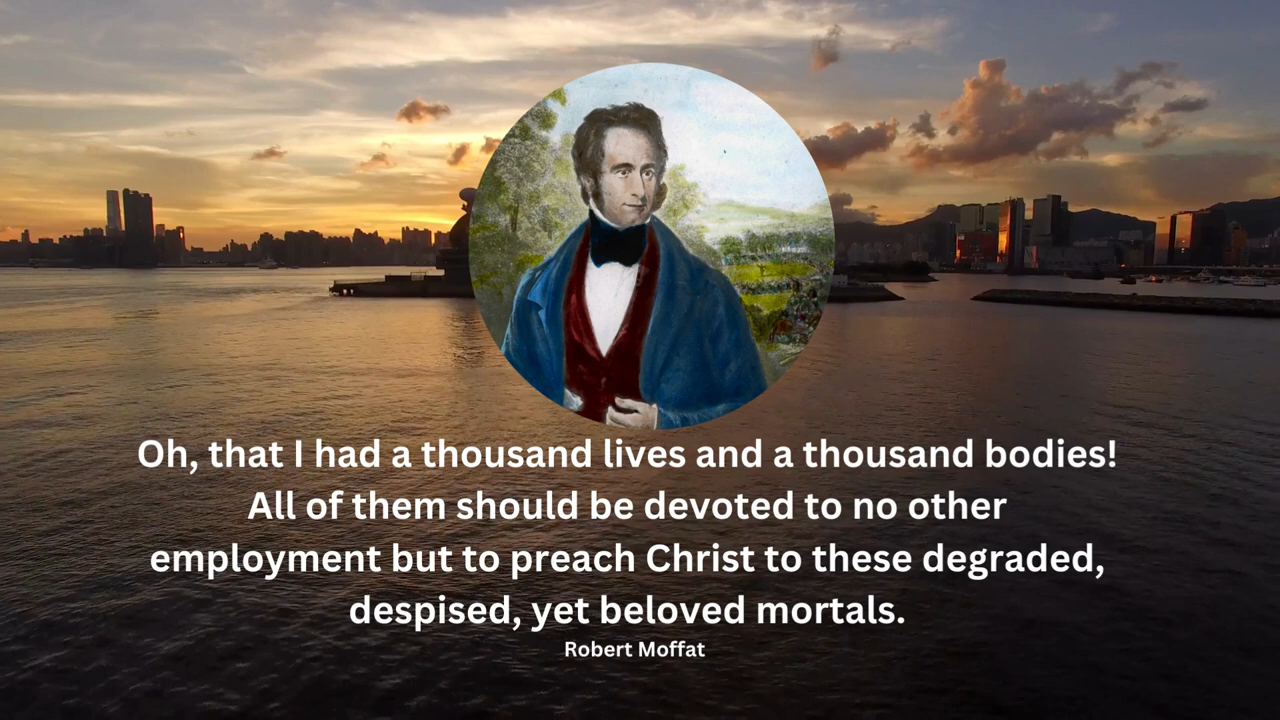 Oh, that I had a thousand lives and a thousand bodies!
All of them should be devoted to no other
employment but to preach Christ to these degraded,
despised, yet beloved mortals.
Robert Moffat